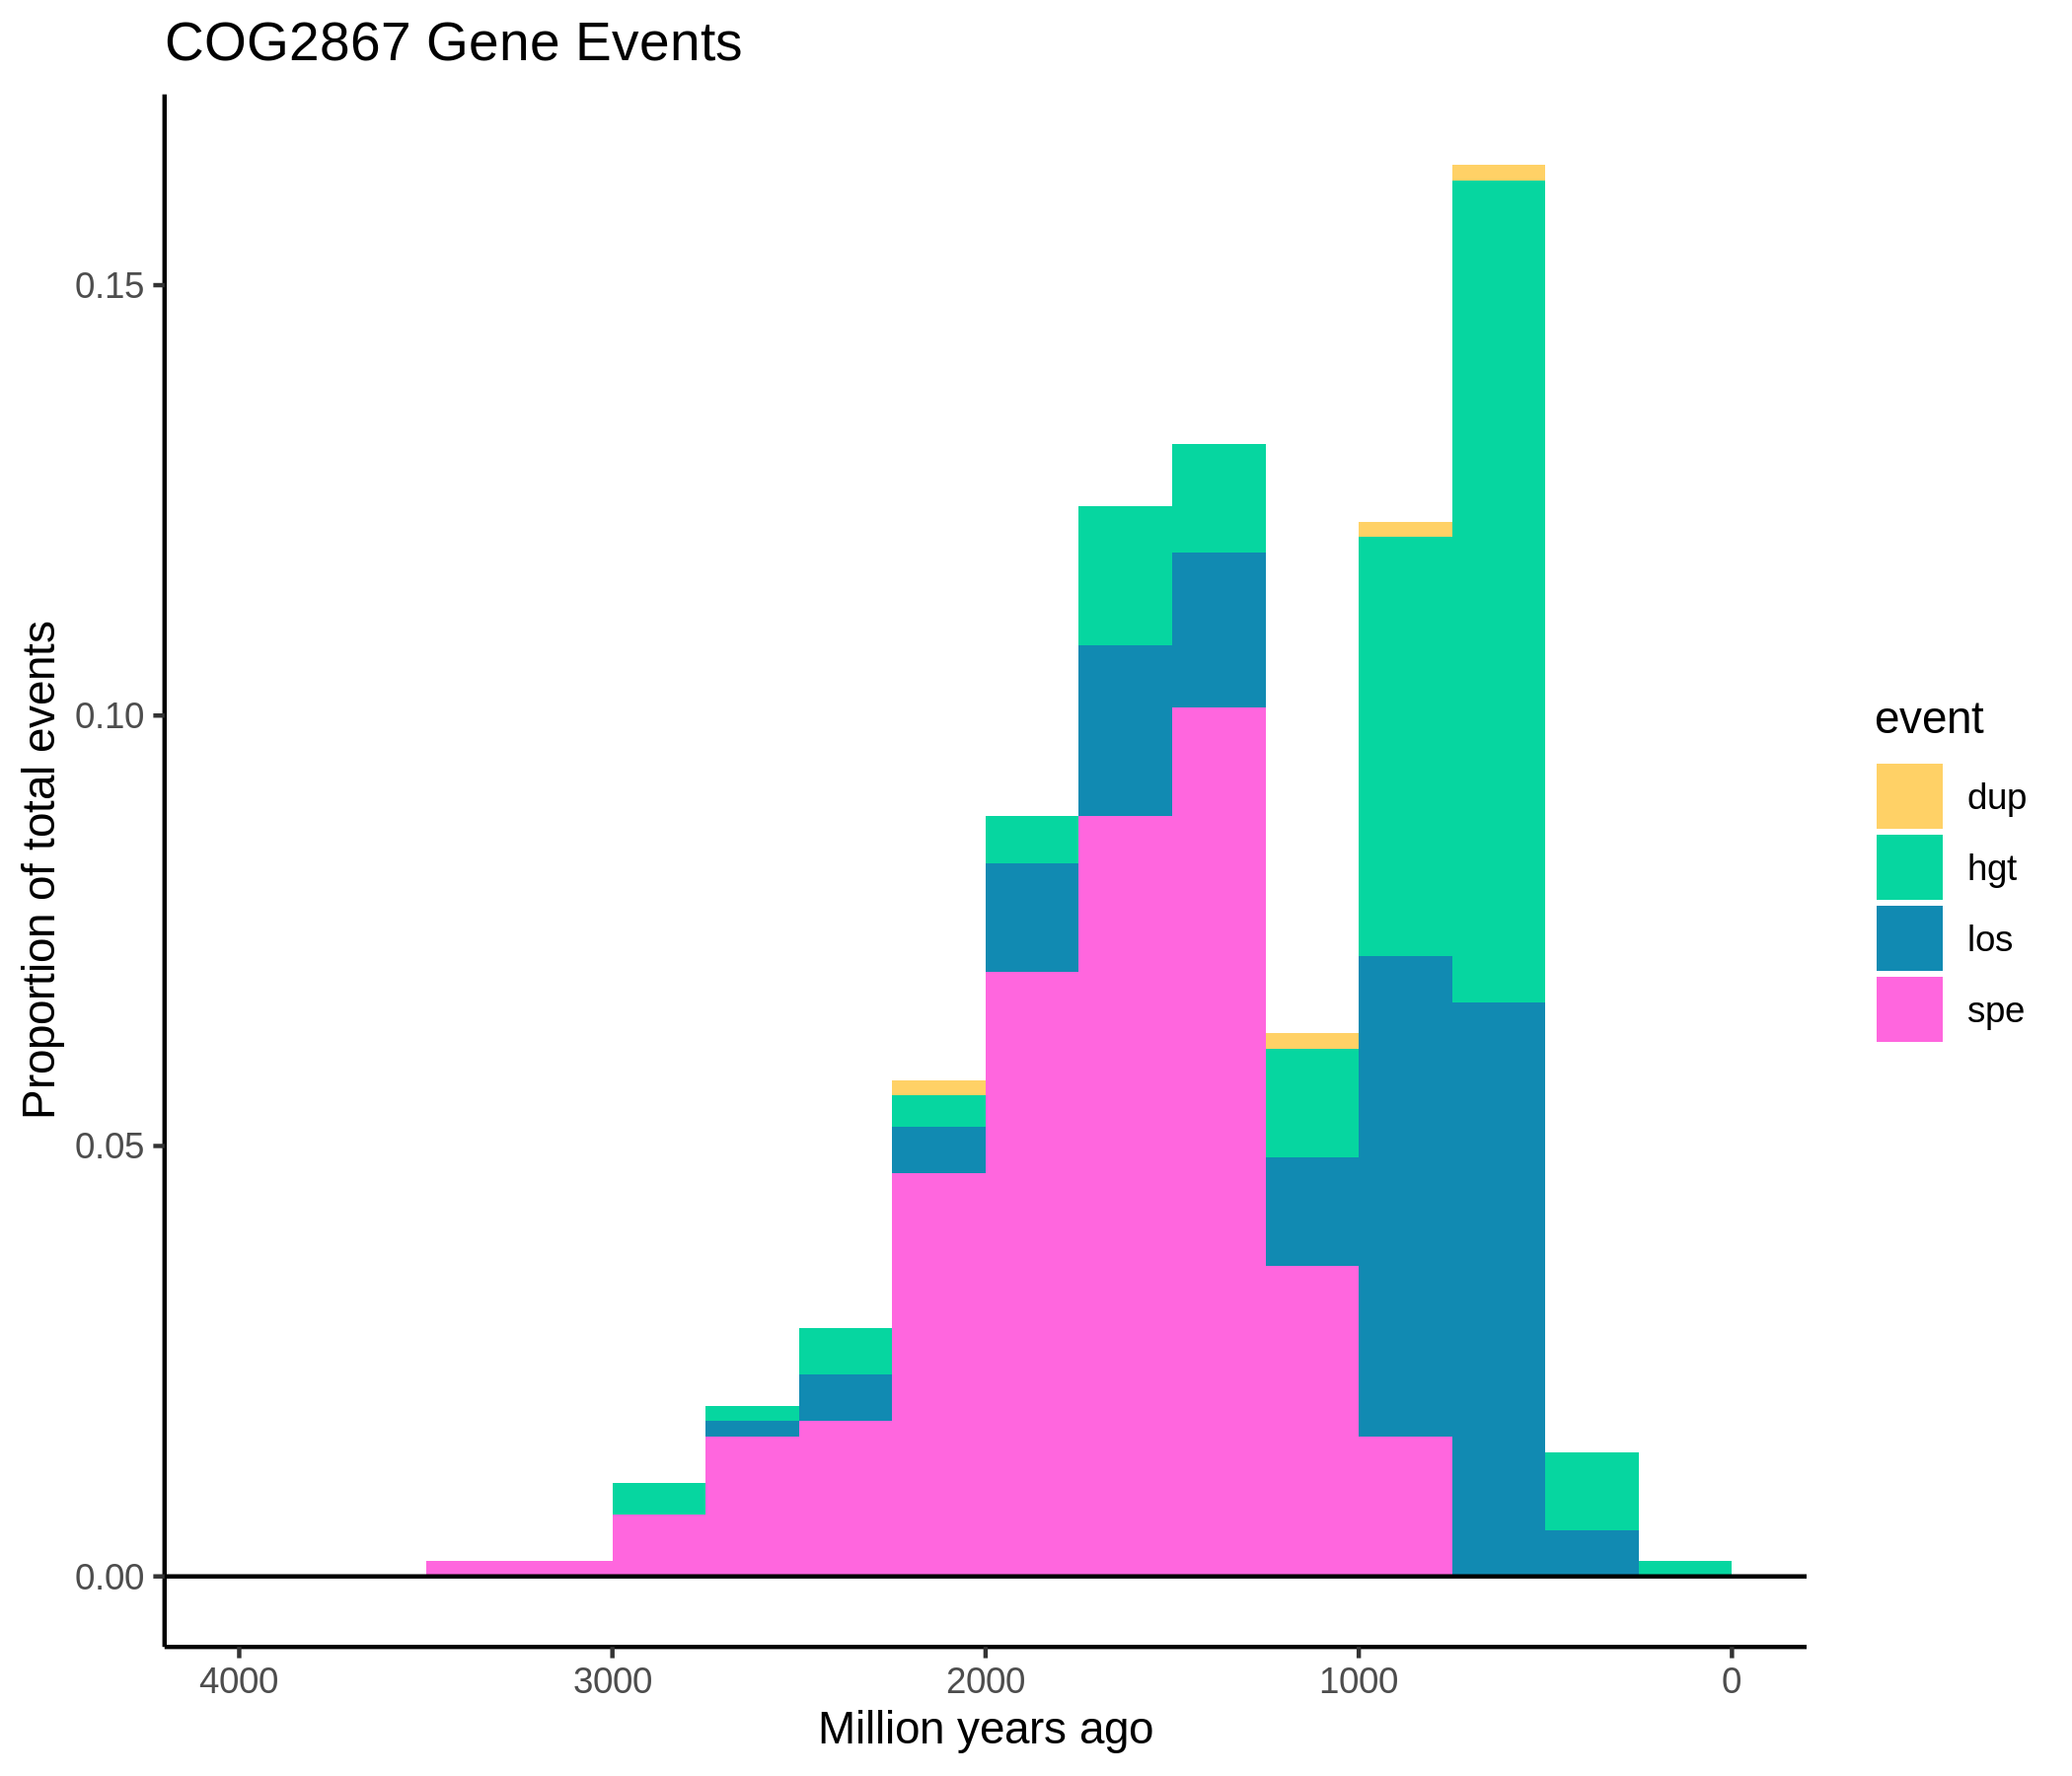 COG2867 Gene Events
Proportion of total events
0.15
0.10
0.05
0.00
4000
3000
2000
1000
0
Million years ago
event
dup
hgt
los
spe